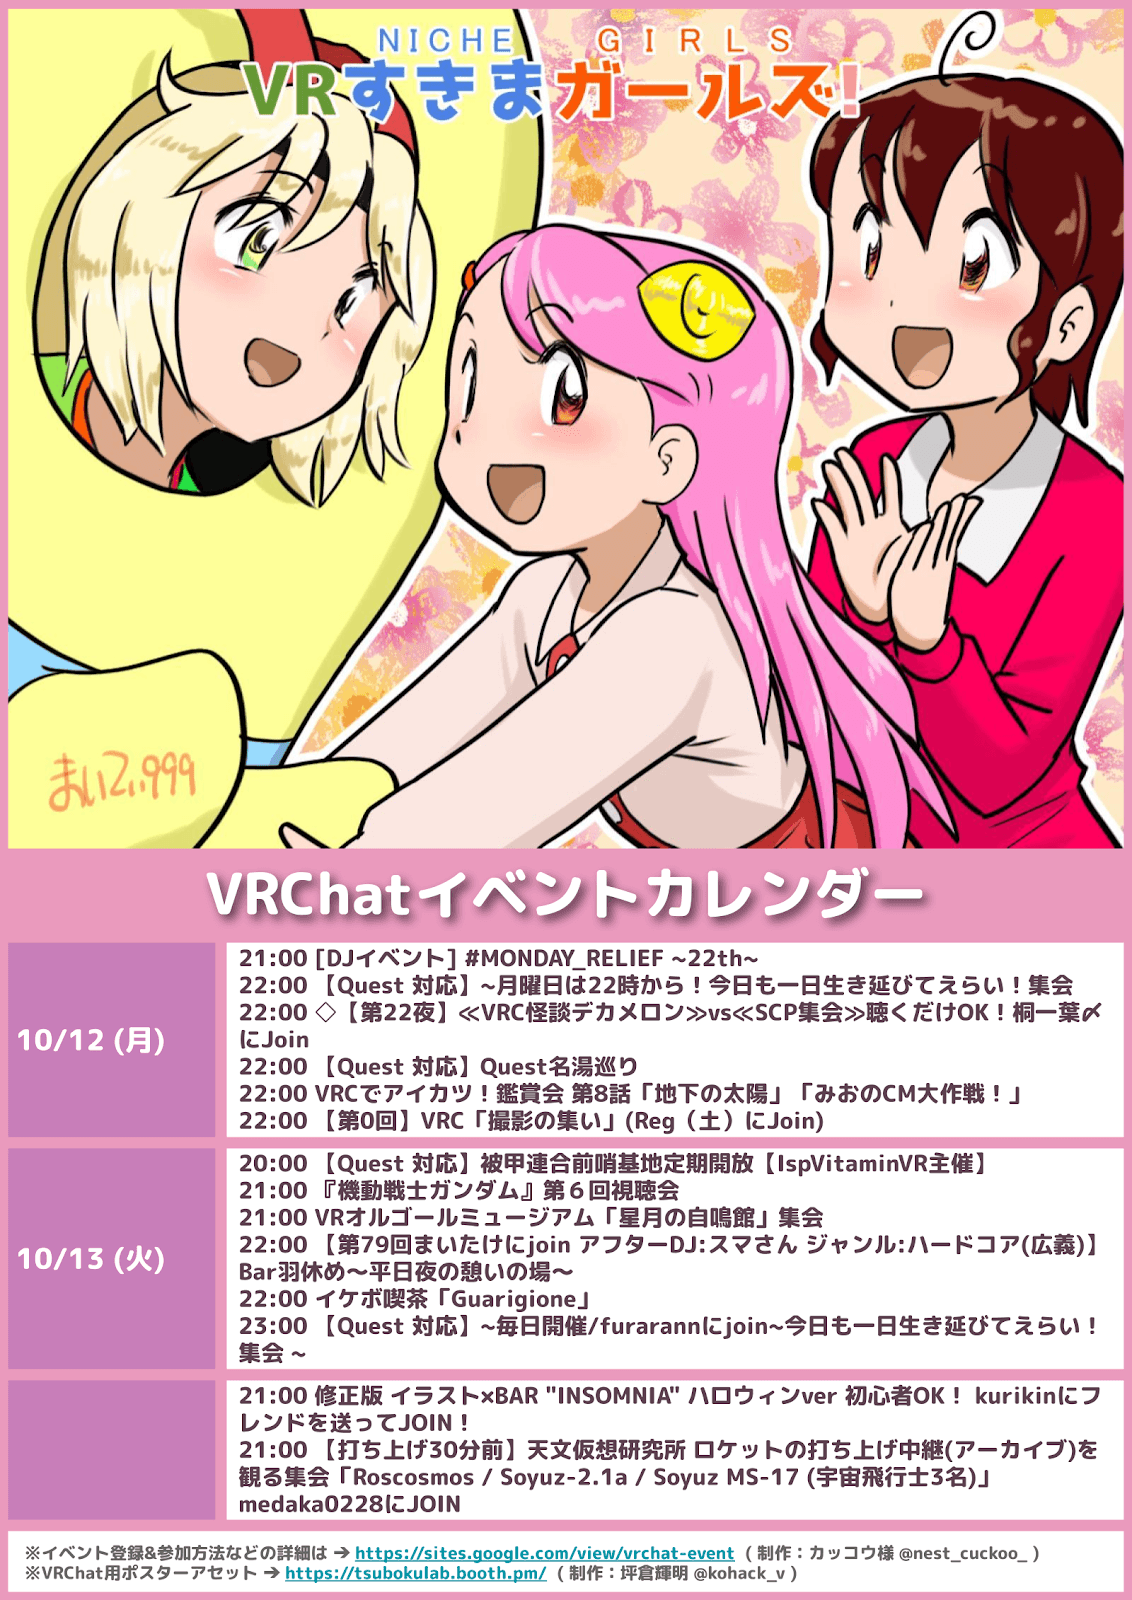 NICHE GIRLS
VRすきまガールズ!
まいてい999
VRChatイベントカレンダー
10/12 (月)
21:00 [DJイベント] #MONDAY_RELIEF ~22th~
22:00 【Quest 対応】~月曜日は22時から！今日も一日生き延びてえらい！集会
22:00 ◇【第22夜】≪VRC怪談デカメロン≫vs≪SCP集会≫聴くだけOK！桐一葉〆
にJoin
22:00 【Quest 対応】Quest名湯巡り
22:00 VRCでアイカツ！鑑賞会 第8話「地下の太陽」「みおのCM大作戦！」
22:00 【第0回】VRC「撮影の集い」(Reg（土）にJoin)
10/13 (火)
20:00 【Quest 対応】被甲連合前哨基地定期開放【IspVitaminVR主催】
21:00 『機動戦士ガンダム』第６回視聴会
21:00 VRオルゴールミュージアム「星月の自鳴館」集会
22:00 【第79回まいたけにjoin アフターDJ:スマさん ジャンル:ハードコア(広義)】
Bar羽休め〜平日夜の憩いの場〜
22:00 イケボ喫茶「Guarigione」
23:00 【Quest 対応】~毎日開催/furarannにjoin~今日も一日生き延びてえらい！
集会 ~
21:00 修正版 イラスト×BAR "INSOMNIA" ハロウィンver 初心者OK！ kurikinにフ
レンドを送ってJOIN！
21:00 【打ち上げ30分前】天文仮想研究所 ロケットの打ち上げ中継(アーカイブ)を
観る集会「Roscosmos / Soyuz-2.1a / Soyuz MS-17 (宇宙飛行士3名)」
medaka0228にJOIN
※イベント登録&参加方法などの詳細は → https://sites.google.com/view/vrchat-event ( 制作：カッコウ様 @nest_cuckoo_ )
※VRChat用ポスターアセット → https://tsubokulab.booth.pm/ ( 制作：坪倉輝明 @kohack_v )